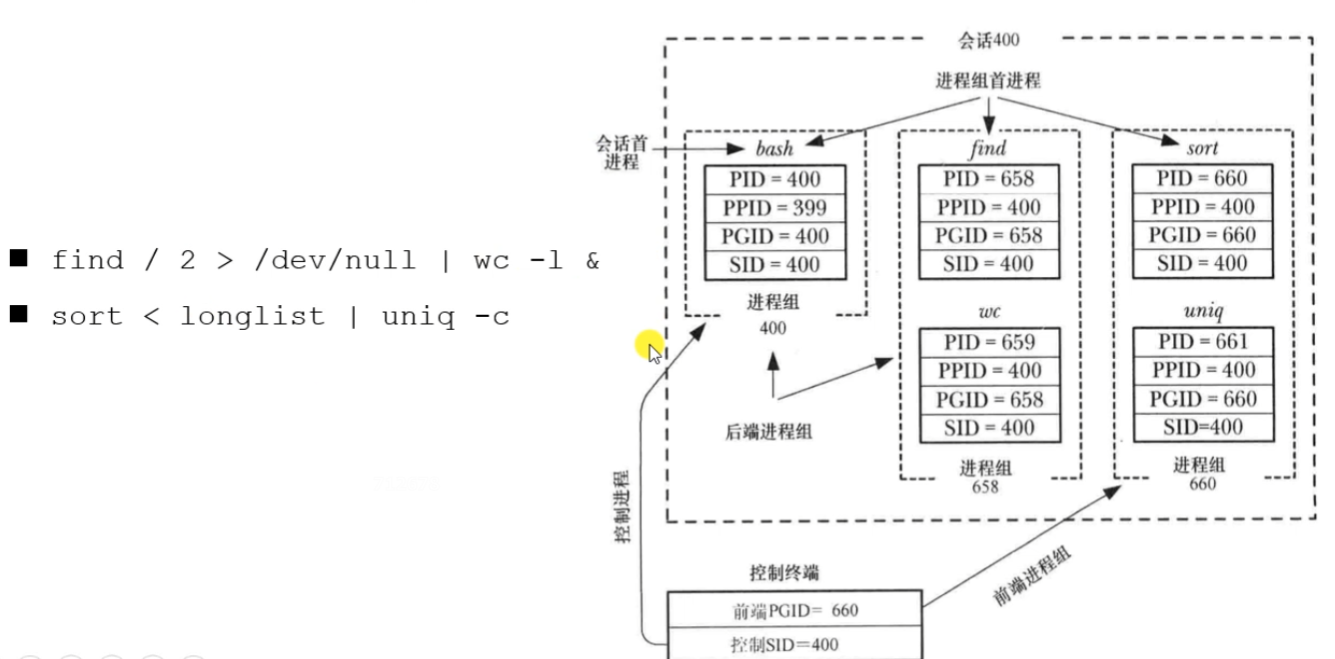 ■ find / 2 > /dev/null | wc -l &
■ sort < longlist | uniq -c
会话400
进程组首进程
会话首
进程
bash
PID = 400
PPID = 399
PGID = 400
SID = 400
进程组
400
find
PID = 658
PPID = 400
PGID = 658
SID = 400
wc
PID = 659
PPID = 400
PGID = 658
SID = 400
进程组
658
sort
PID = 660
PPID = 400
PGID = 660
SID = 400
uniq
PID = 661
PPID = 400
PGID = 660
SID=400
进程组
660
后端进程组
控制进程
前端进程组
控制终端
前端PGID= 660
控制SID=400